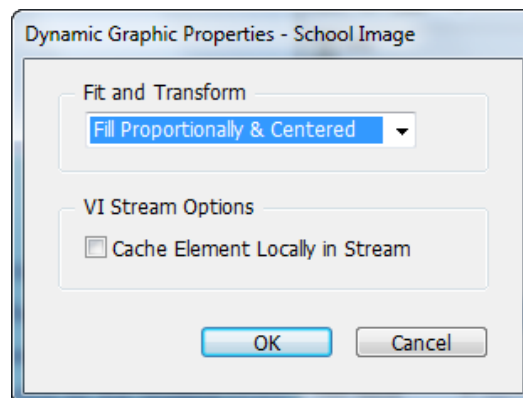 Dynamic Graphic Properties - School Image
Fit and Transform
Fill Proportionally & Centered
VI Stream Options
Cache Element Locally in Stream
OK
Cancel